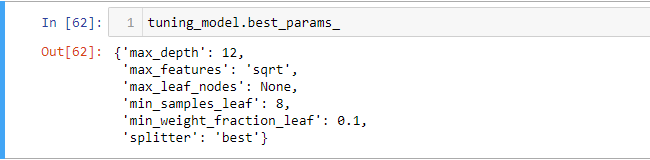 In [62]: 1 tuning_model.best_params_
Out[62]: {'max_depth': 12,
'max_features': 'sqrt',
'max_leaf_nodes': None,
'min_samples_leaf': 8,
'min_weight_fraction_leaf': 0.1,
'splitter': 'best'}